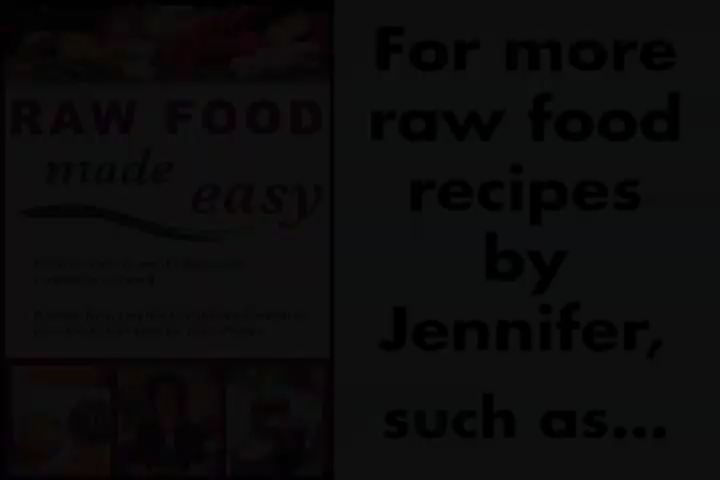 RAW FOOD
made
easy
For more
raw food
recipes
by
Jennifer,
such as...